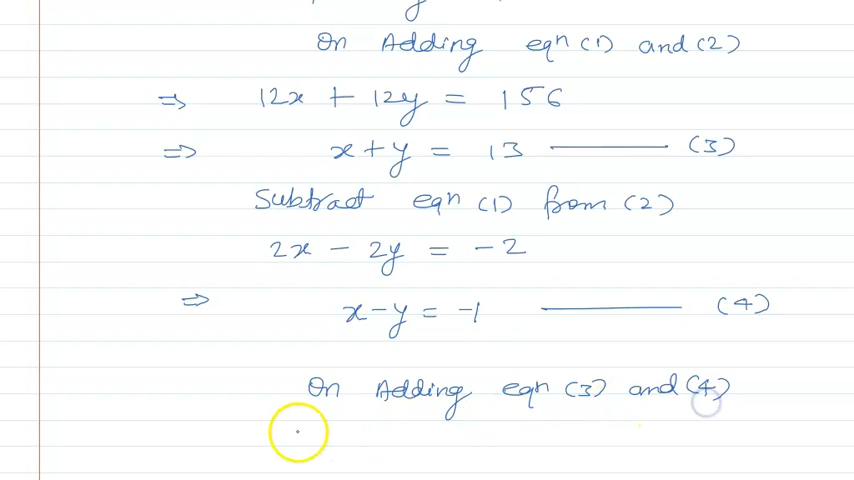 On Adding eqn (1) and (2)
⇒ 12x + 12y = 156
⇒ x + y = 13 ——— (3)
Subtract eqn (1) from (2)
2x - 2y = -2
⇒ x - y = -1 ——— (4)
On Adding eqn (3) and (4)